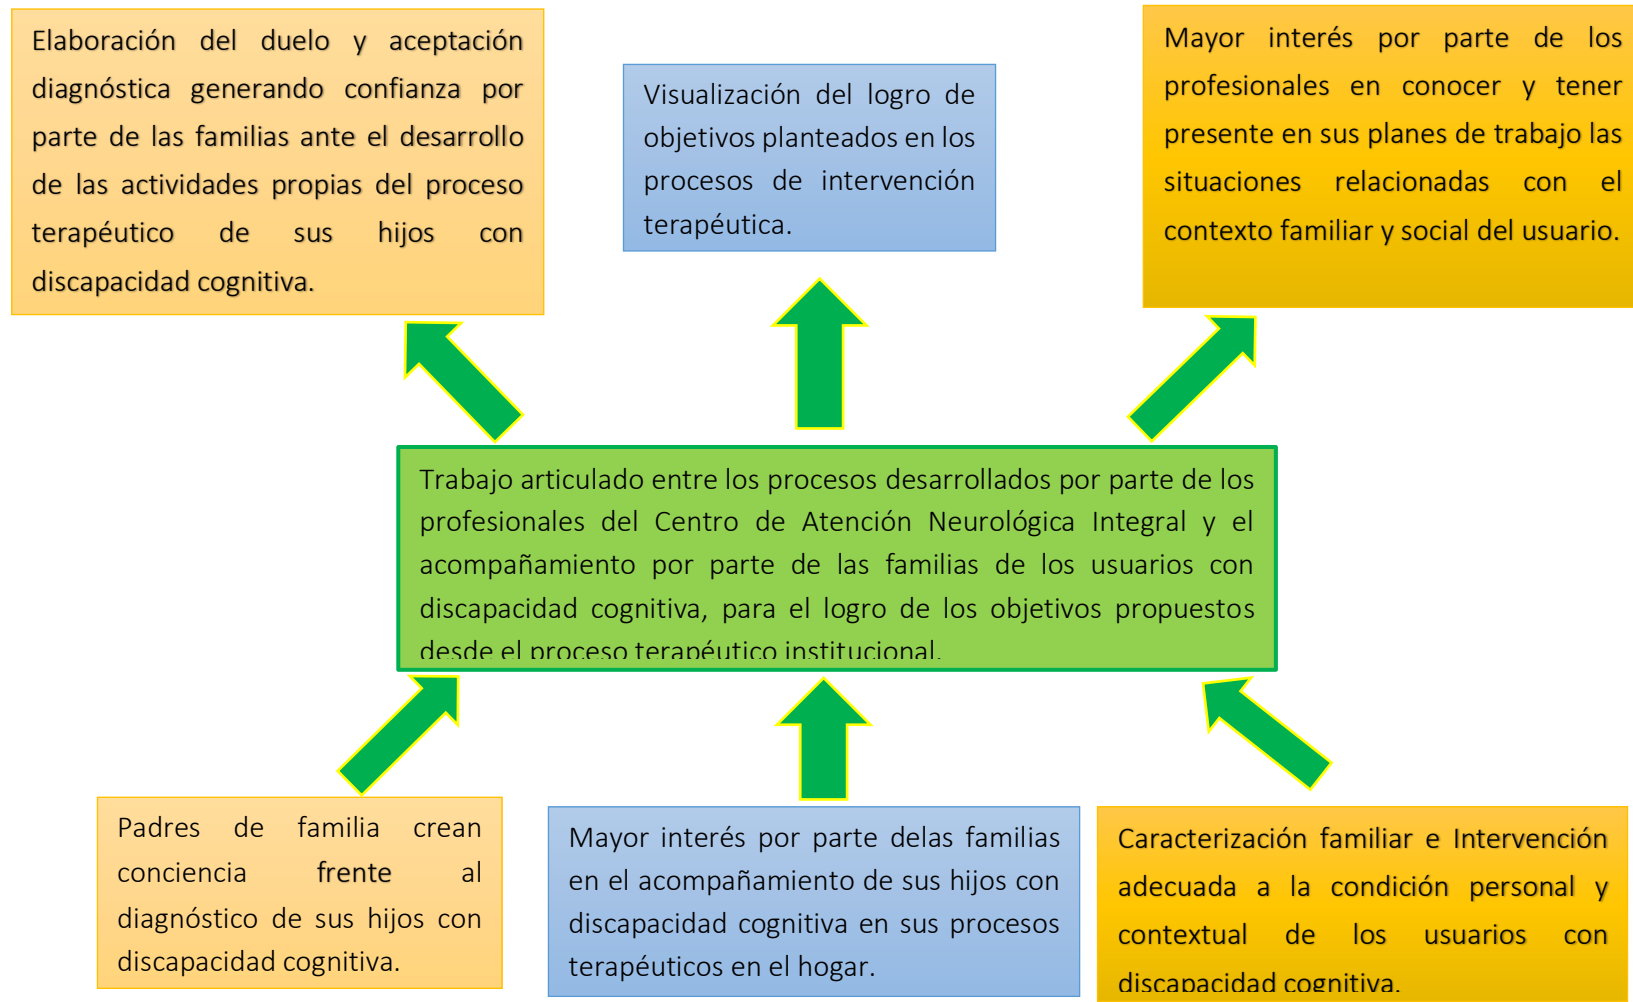 Elaboración del duelo y aceptación
diagnóstica generando confianza por
parte de las familias ante el desarrollo
de las actividades propias del proceso
terapéutico de sus hijos con
discapacidad cognitiva.
Visualización del logro de
objetivos planteados en los
procesos de intervención
terapéutica.
Mayor interés por parte de los
profesionales en conocer y tener
presente en sus planes de trabajo las
situaciones relacionadas con el
contexto familiar y social del usuario.
Trabajo articulado entre los procesos desarrollados por parte de los
profesionales del Centro de Atención Neurológica Integral y el
acompañamiento por parte de las familias de los usuarios con
discapacidad cognitiva, para el logro de los objetivos propuestos
desde el proceso terapéutico institucional.
Padres de familia crean
conciencia frente al
diagnóstico de sus hijos con
discapacidad cognitiva.
Mayor interés por parte delas familias
en el acompañamiento de sus hijos con
discapacidad cognitiva en sus procesos
terapéuticos en el hogar.
Caracterización familiar e Intervención
adecuada a la condición personal y
contextual de los usuarios con
discapacidad cognitiva.